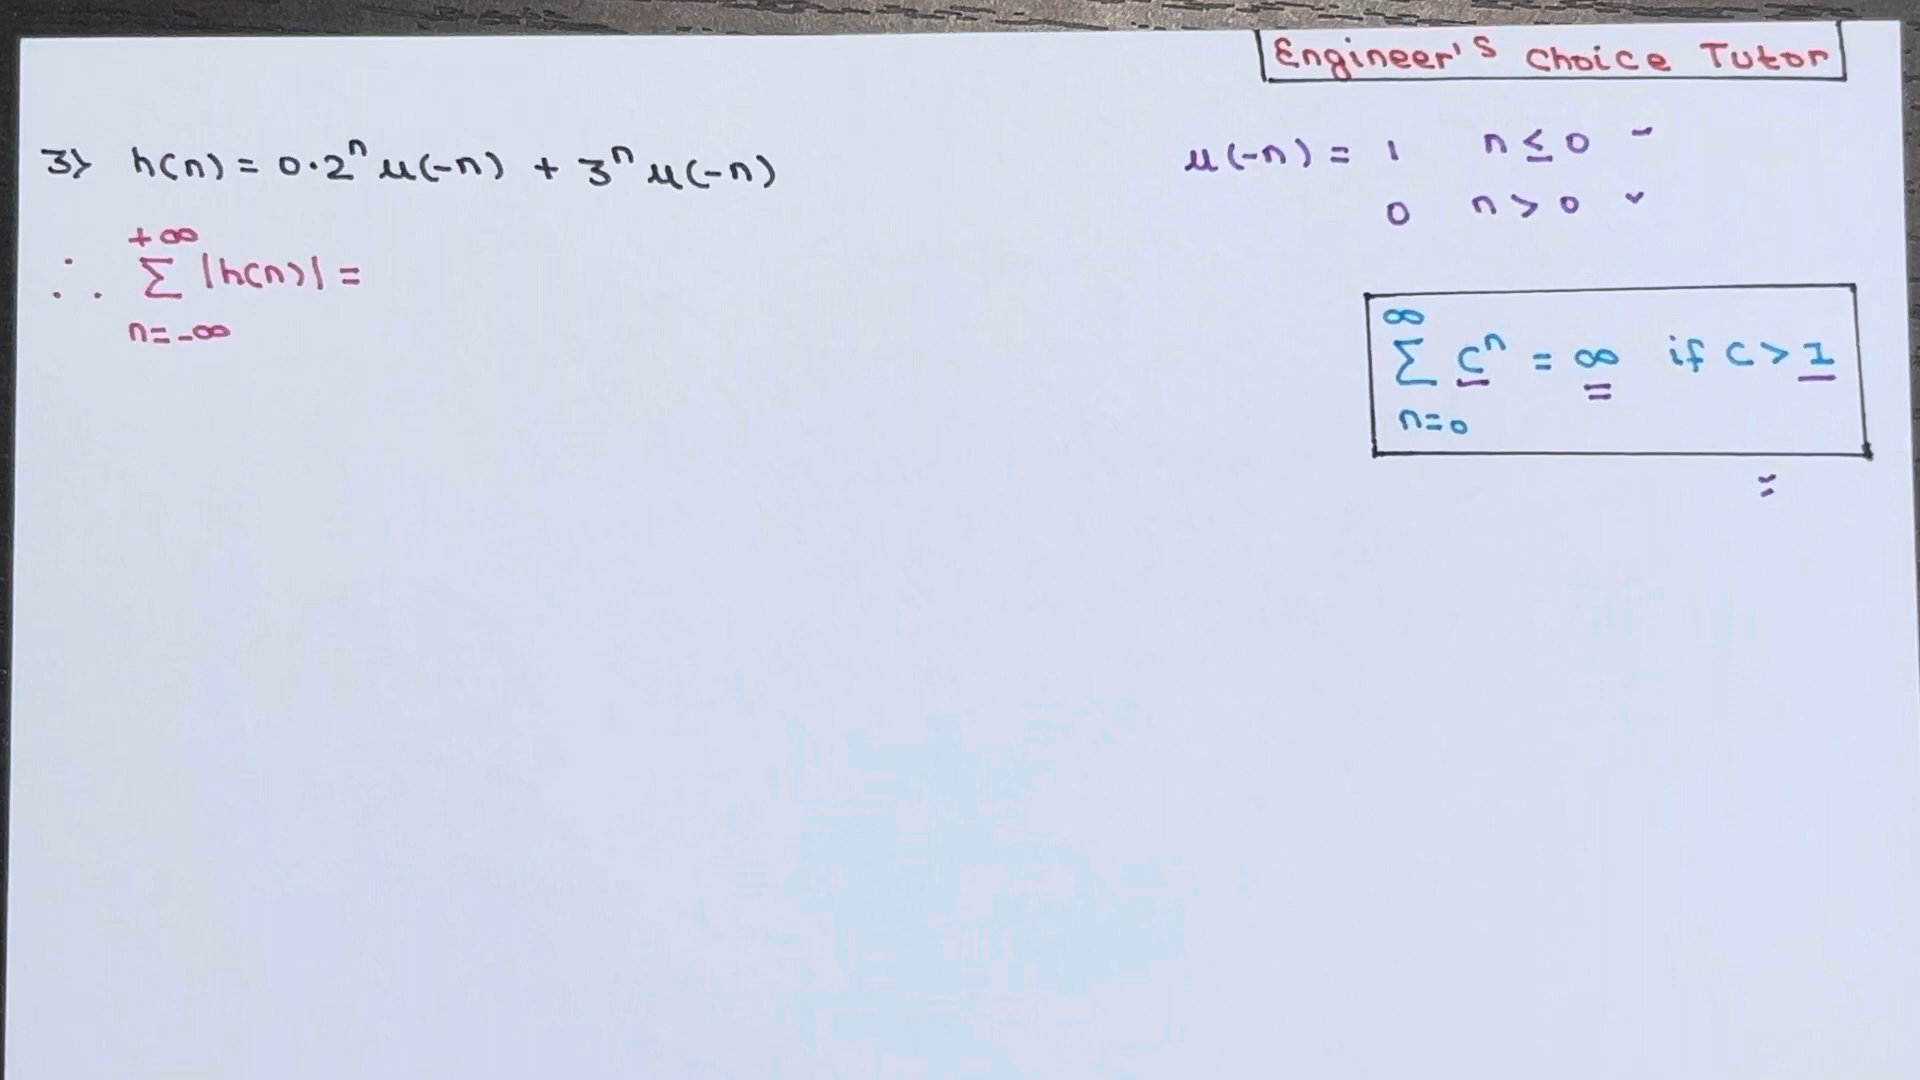 Engineer's Choice Tutor
3) h(n) = 0.2ⁿ u(-n) + 3ⁿ u(-n)
u(-n) = 1 n ≤ 0
0 n > 0
+∞
∴ Σ |h(n)| =
n=-∞
∞
Σ cⁿ = ∞ if c > 1
n=0
=